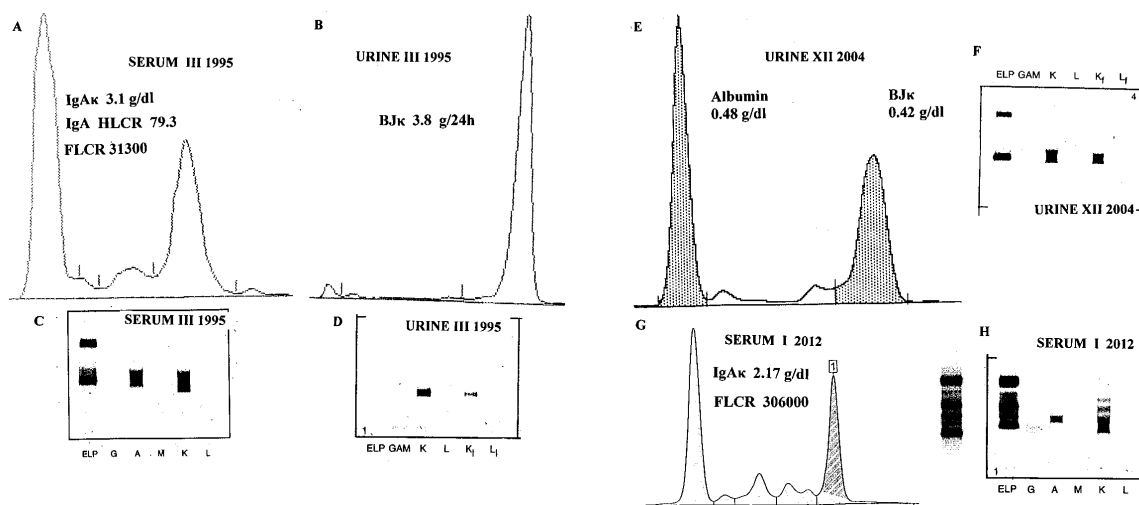 A
SERUM III 1995
IgAκ 3.1 g/dl
IgA HLCR 79.3
FLCR 31300
B
URINE III 1995
BJκ 3.8 g/24h
C
SERUM III 1995
ELP G A M K L
D
URINE III 1995
1
ELP GAM K L Kf Lf
E
URINE XII 2004
Albumin
0.48 g/dl
BJκ
0.42 g/dl
F
ELP GAM K L Kf Lf
4
URINE XII 2004
G
SERUM I 2012
IgAκ 2.17 g/dl
FLCR 306000
1
H
SERUM I 2012
1
ELP G A M K L